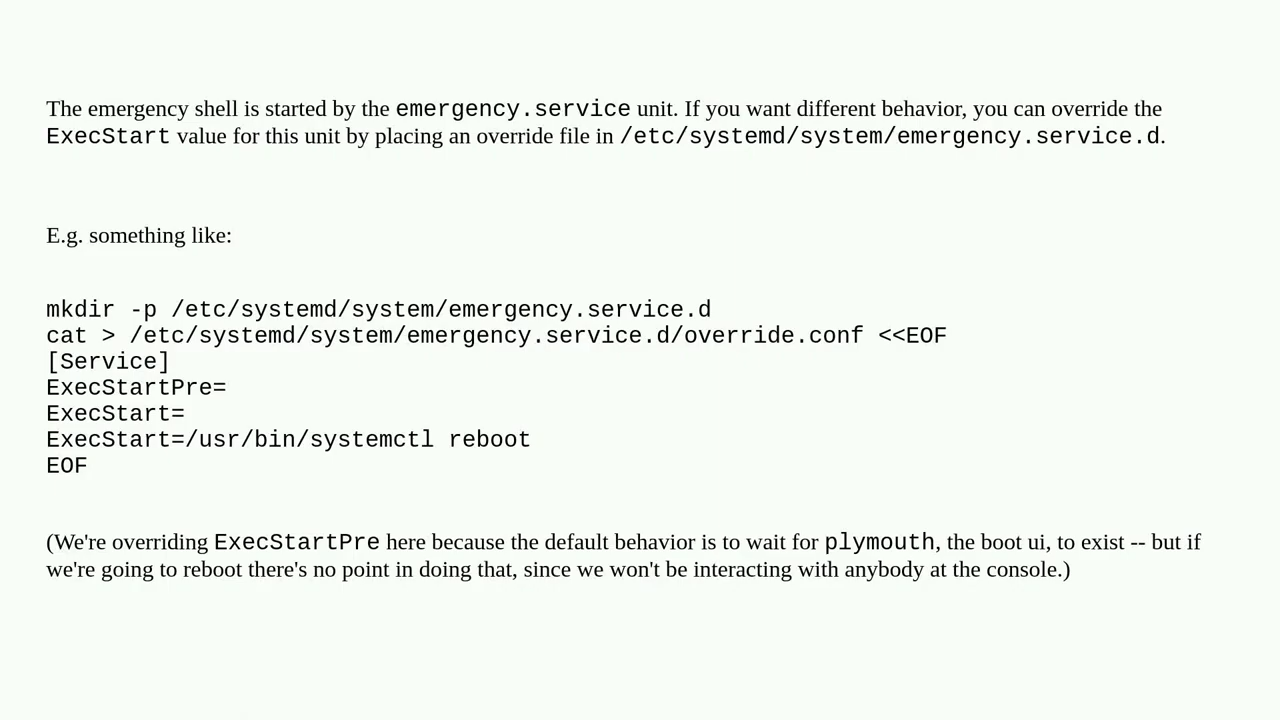 The emergency shell is started by the emergency.service unit. If you want different behavior, you can override the
ExecStart value for this unit by placing an override file in /etc/systemd/system/emergency.service.d.
E.g. something like:
mkdir -p /etc/systemd/system/emergency.service.d
cat > /etc/systemd/system/emergency.service.d/override.conf <<EOF
[Service]
ExecStartPre=
ExecStart=
ExecStart=/usr/bin/systemctl reboot
EOF
(We're overriding ExecStartPre here because the default behavior is to wait for plymouth, the boot ui, to exist -- but if
we're going to reboot there's no point in doing that, since we won't be interacting with anybody at the console.)